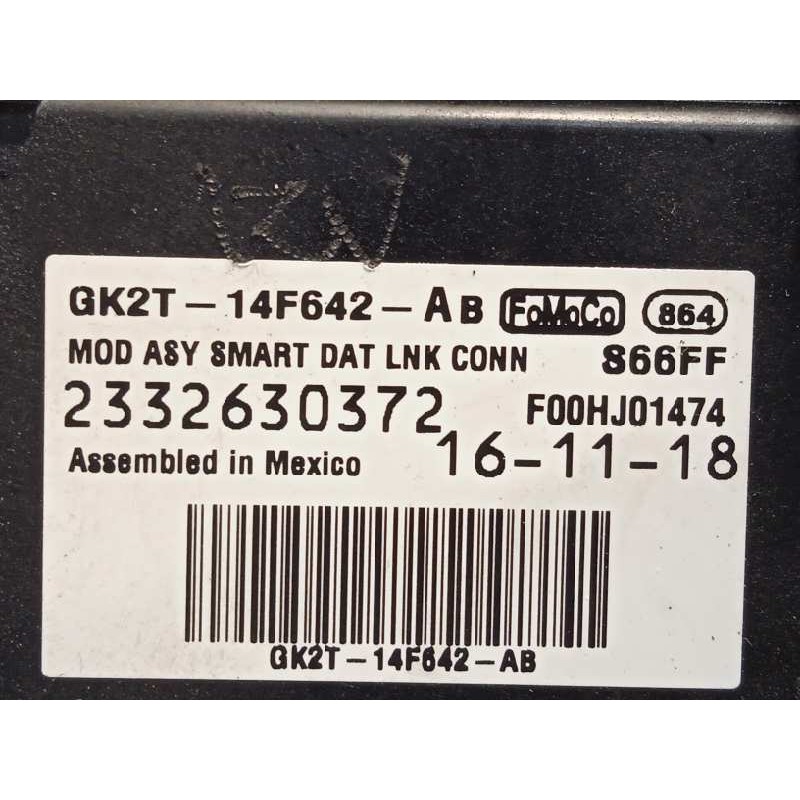 GK2T-14F642-AB FoMoCo 864
MOD ASY SMART DAT LNK CONN S66FF
2332630372 F00HJ01474
Assembled in Mexico 16-11-18
GK2T-14F642-AB